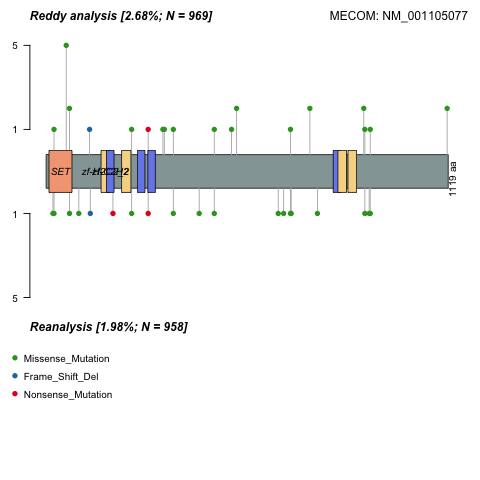 Reddy analysis [2.68%; N = 969]
MECOM: NM_001105077
5
1
SET
1119 aa
1
5
Reanalysis [1.98%; N = 958]
Missense_Mutation
Frame_Shift_Del
Nonsense_Mutation